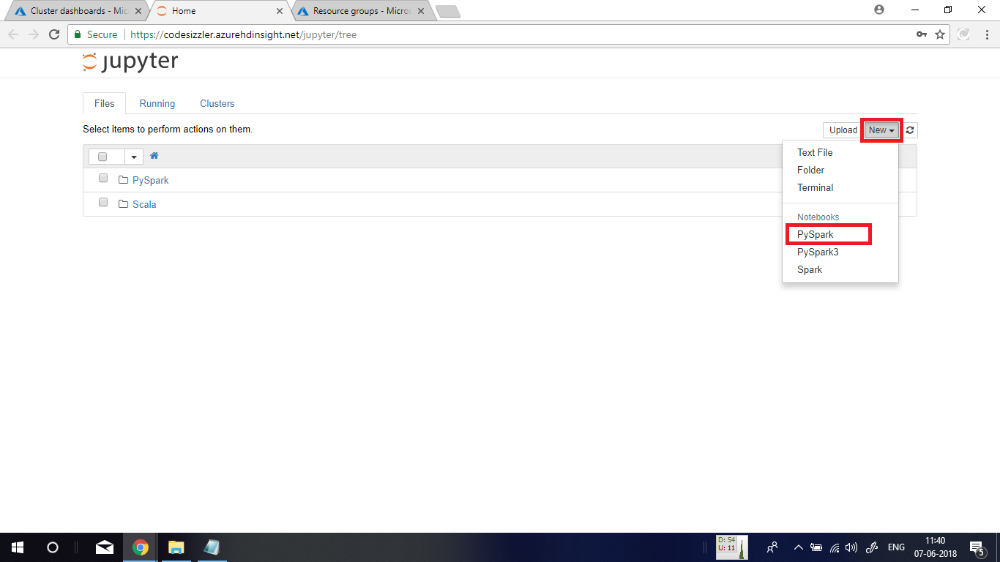 Cluster dashboards - Mic
Home
Resource groups - Micros
Secure
https://codesizzler.azurehdinsight.net/jupyter/tree
jupyter
Files
Running
Clusters
Select items to perform actions on them.
Upload
New
Text File
Folder
Terminal
Notebooks
PySpark
PySpark3
Spark
PySpark
Scala
D: 54
U: 11
ENG
11:40
07-06-2018
5